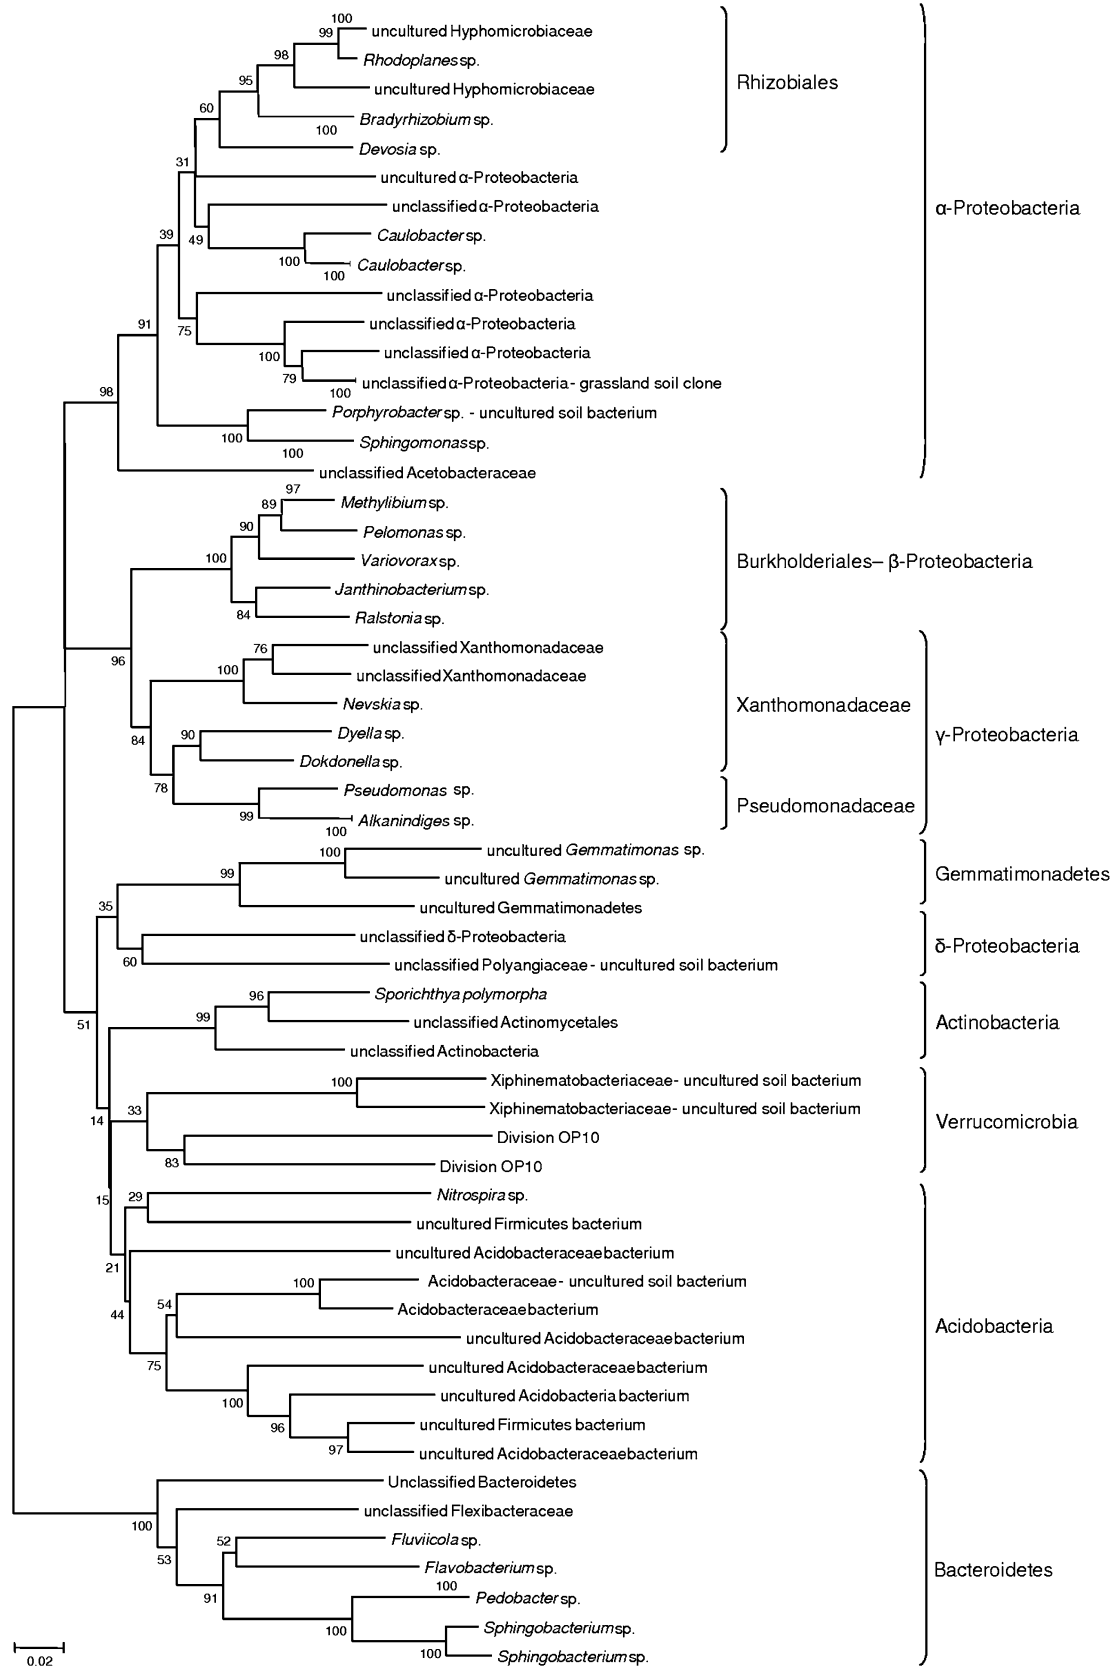 100
99
uncultured Hyphomicrobiaceae
Rhodoplanes sp.
98
uncultured Hyphomicrobiaceae
Rhizobiales
95
Bradyrhizobium sp.
60
100
Devosia sp.
31
uncultured α-Proteobacteria
unclassified α-Proteobacteria
α-Proteobacteria
39
49
Caulobacter sp.
100
Caulobacter sp.
100
unclassified α-Proteobacteria
91
75
unclassified α-Proteobacteria
100
unclassified α-Proteobacteria
79
unclassified α-Proteobacteria - grassland soil clone
100
98
Porphyrobacter sp. - uncultured soil bacterium
100
Sphingomonas sp.
100
unclassified Acetobacteraceae
97
89
Methylibium sp.
90
Pelomonas sp.
100
Variovorax sp.
Burkholderiales– β-Proteobacteria
Janthinobacterium sp.
84
Ralstonia sp.
96
76
unclassified Xanthomonadaceae
100
unclassified Xanthomonadaceae
Nevskia sp.
Xanthomonadaceae
84
90
Dyella sp.
γ-Proteobacteria
Dokdonella sp.
78
Pseudomonas sp.
Pseudomonadaceae
99
Alkanindiges sp.
100
100
uncultured Gemmatimonas sp.
99
uncultured Gemmatimonas sp.
Gemmatimonadetes
35
uncultured Gemmatimonadetes
unclassified δ-Proteobacteria
δ-Proteobacteria
60
unclassified Polyangiaceae - uncultured soil bacterium
96
Sporichthya polymorpha
51
99
unclassified Actinomycetales
Actinobacteria
unclassified Actinobacteria
100
Xiphinematobacteriaceae - uncultured soil bacterium
14
33
Xiphinematobacteriaceae - uncultured soil bacterium
Verrucomicrobia
Division OP10
83
Division OP10
15
29
Nitrospira sp.
uncultured Firmicutes bacterium
21
uncultured Acidobacteraceae bacterium
100
Acidobacteraceae - uncultured soil bacterium
44
54
Acidobacteraceae bacterium
Acidobacteria
uncultured Acidobacteraceae bacterium
75
uncultured Acidobacteraceae bacterium
100
uncultured Acidobacteria bacterium
96
uncultured Firmicutes bacterium
97
uncultured Acidobacteraceae bacterium
Unclassified Bacteroidetes
100
unclassified Flexibacteraceae
53
52
Fluviicola sp.
Flavobacterium sp.
Bacteroidetes
91
100
Pedobacter sp.
100
Sphingobacterium sp.
100
Sphingobacterium sp.
0.02